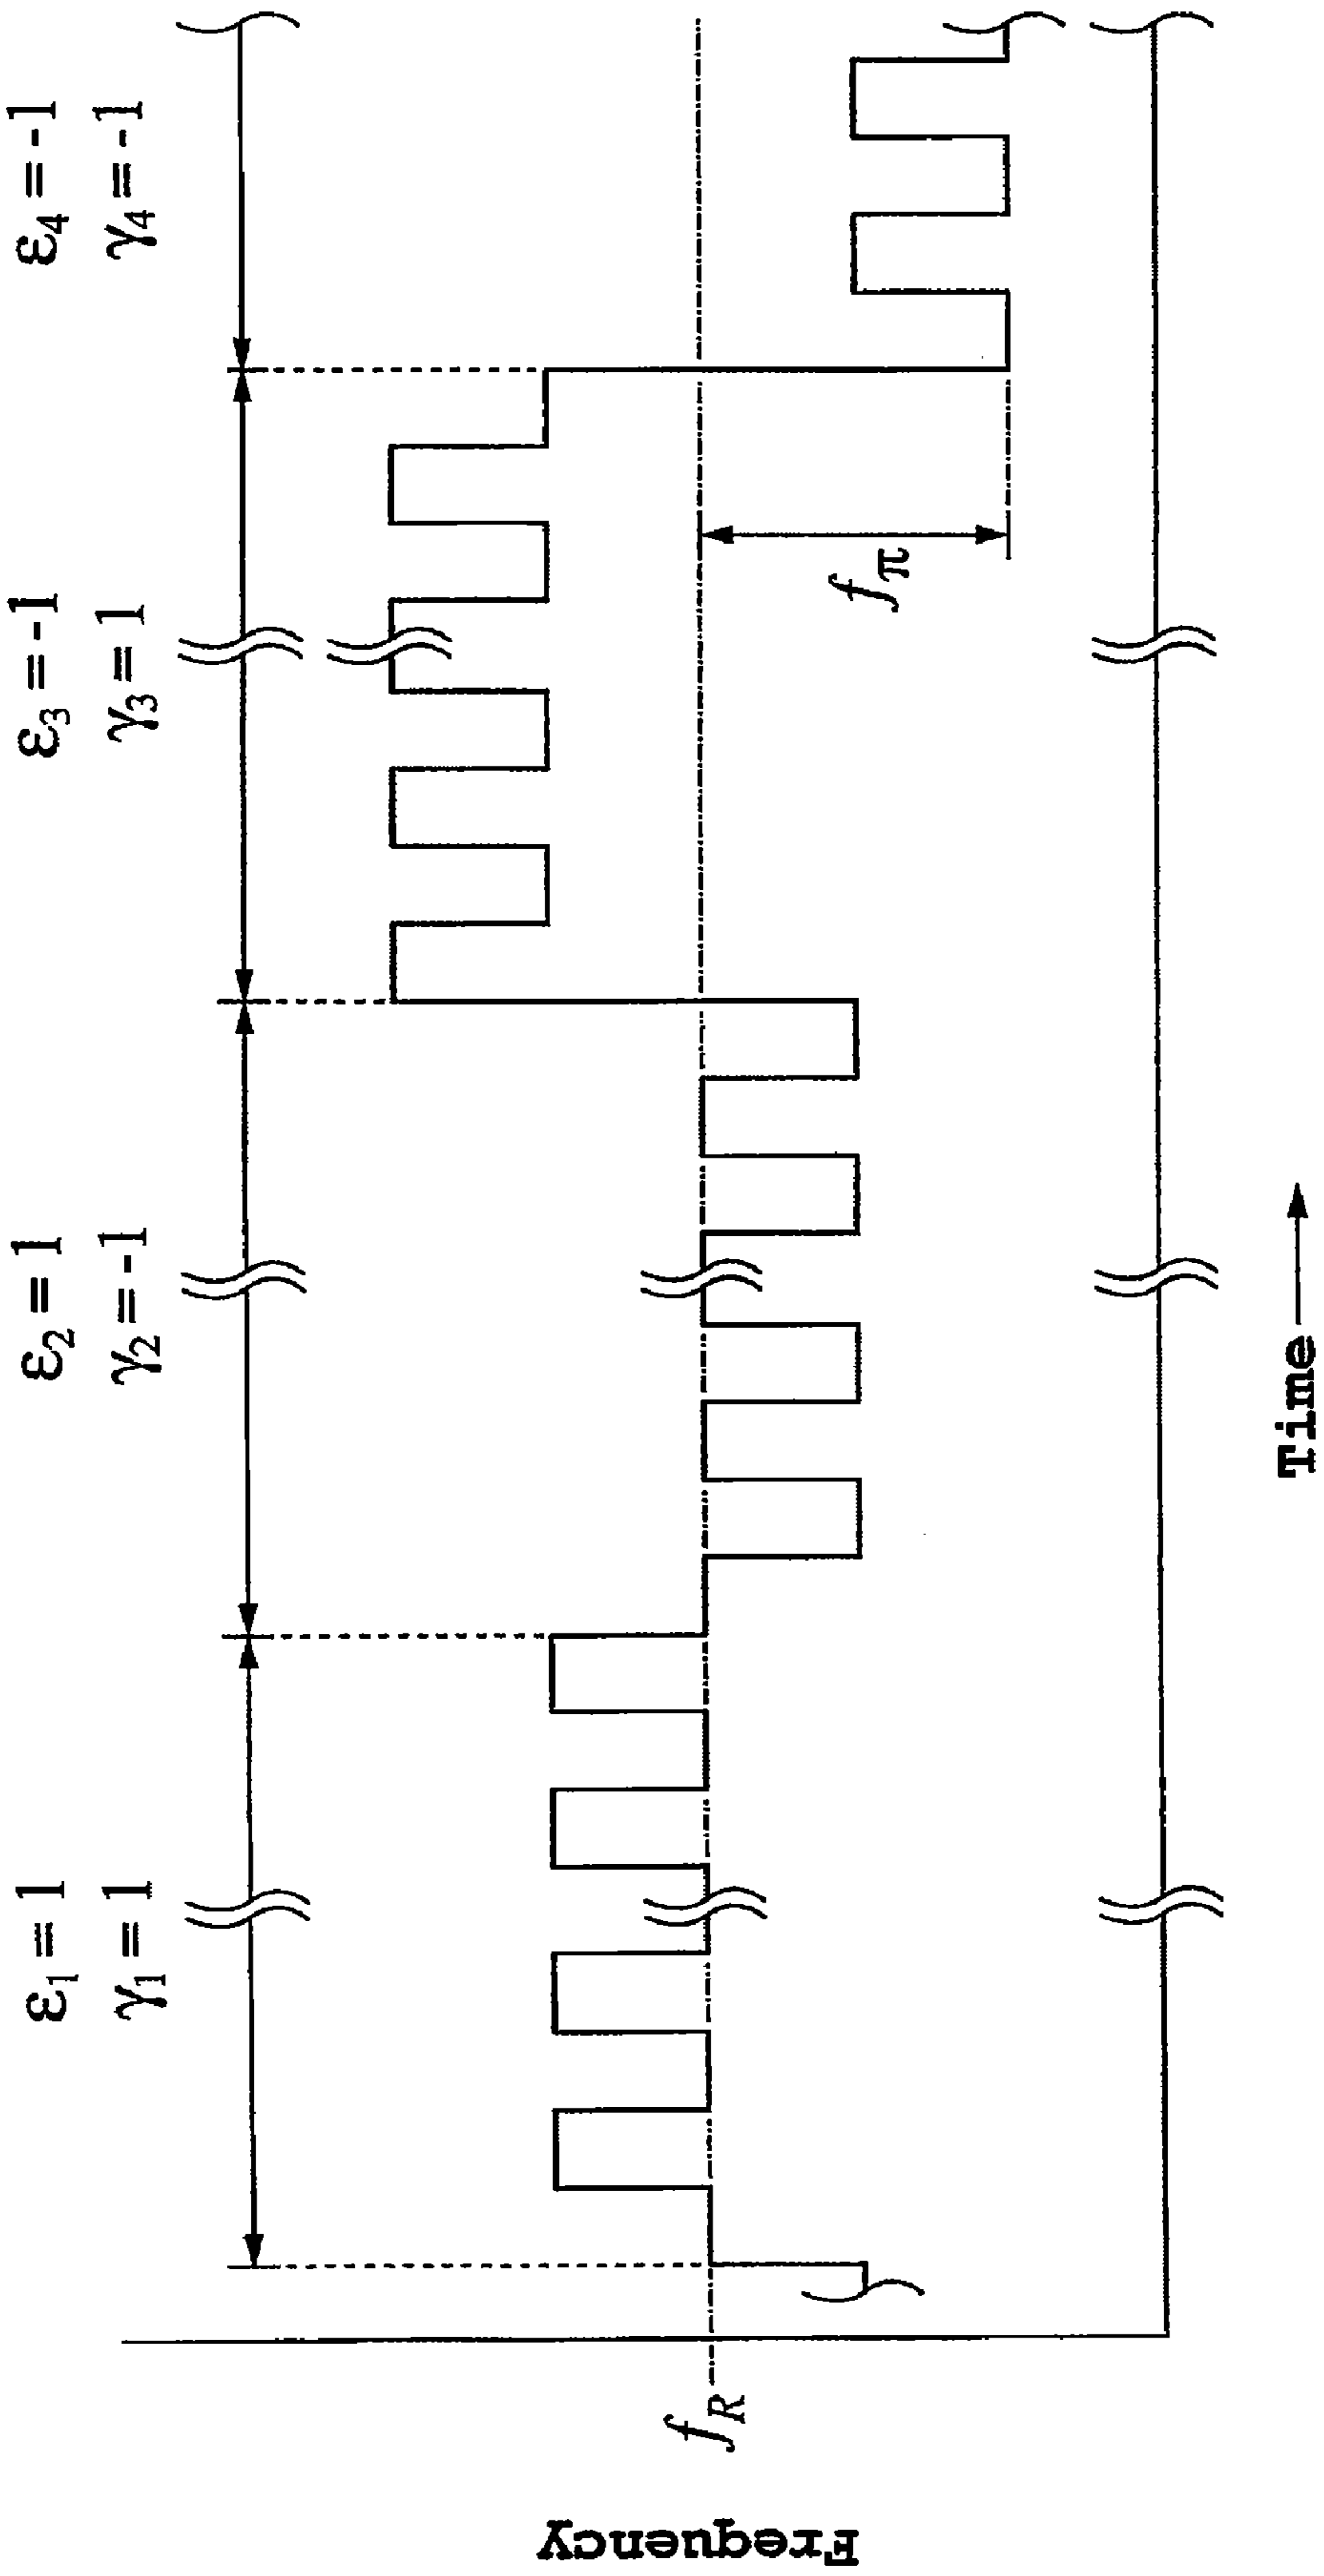 ε1 = 1
γ1 = 1
ε2 = 1
γ2 = -1
ε3 = -1
γ3 = 1
ε4 = -1
γ4 = -1
fπ
fR
Frequency
Time